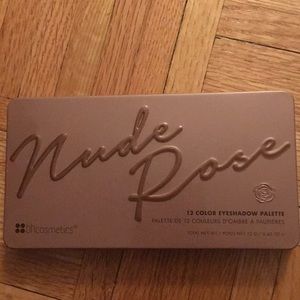 Nude
Rose
12 COLOR EYESHADOW PALETTE
PALETTE DE 12 COULEURS D'OMBRE À PAUPIÈRES
bhcosmetics